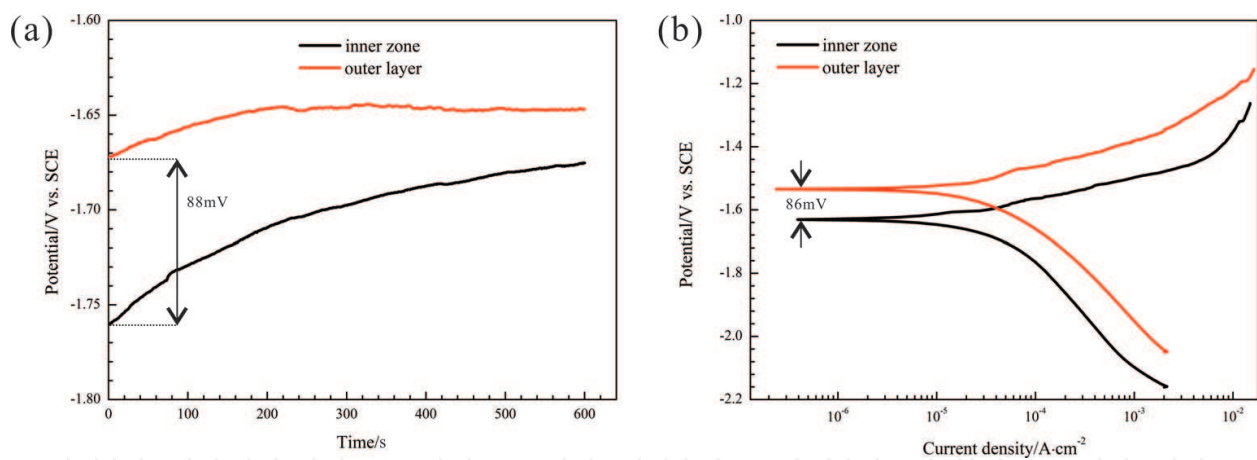 (a)
-1.60
-1.65
-1.70
-1.75
-1.80
Potential/V vs. SCE
inner zone
outer layer
88mV
0 100 200 300 400 500 600
Time/s
(b)
-1.0
-1.2
-1.4
-1.6
-1.8
-2.0
-2.2
Potential/V vs. SCE
inner zone
outer layer
86mV
10⁻⁶ 10⁻⁵ 10⁻⁴ 10⁻³ 10⁻²
Current density/A·cm⁻²